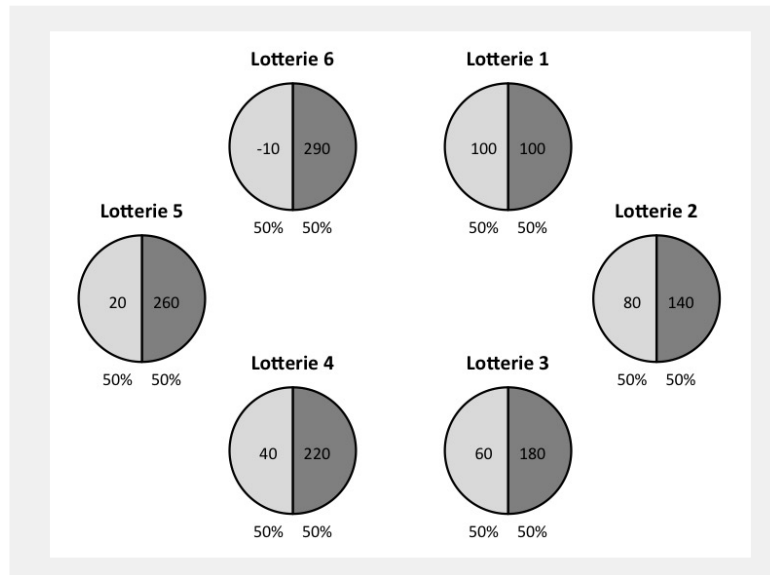 Lotterie 6
-10 290
50% 50%
Lotterie 1
100 100
50% 50%
Lotterie 5
20 260
50% 50%
Lotterie 2
80 140
50% 50%
Lotterie 4
40 220
50% 50%
Lotterie 3
60 180
50% 50%